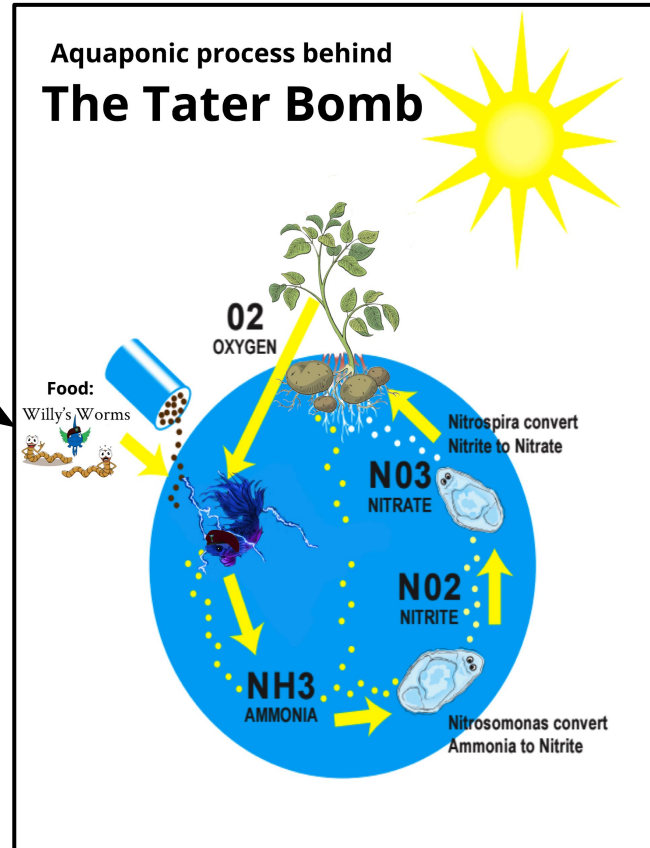 Aquaponic process behind
The Tater Bomb
02
OXYGEN
Food:
Willy's Worms
Nitrospira convert
Nitrite to Nitrate
N03
NITRATE
N02
NITRITE
NH3
AMMONIA
Nitrosomonas convert
Ammonia to Nitrite